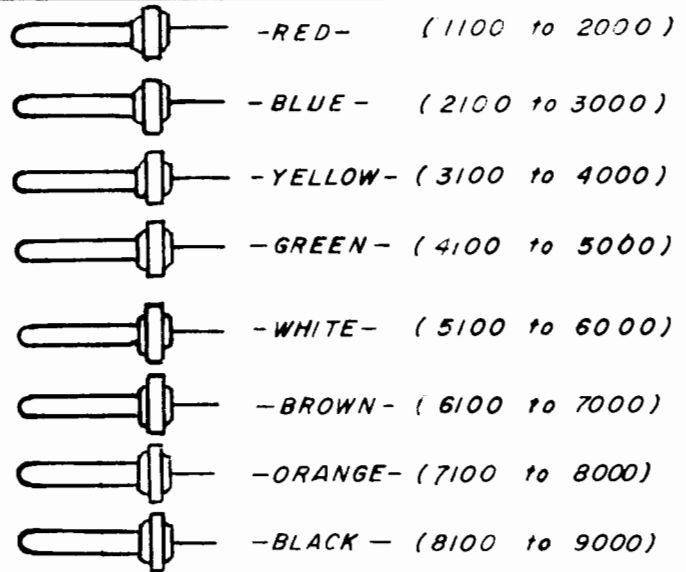 -RED- (1100 to 2000)
-BLUE- (2100 to 3000)
-YELLOW- (3100 to 4000)
-GREEN- (4100 to 5000)
-WHITE- (5100 to 6000)
-BROWN- (6100 to 7000)
-ORANGE- (7100 to 8000)
-BLACK- (8100 to 9000)